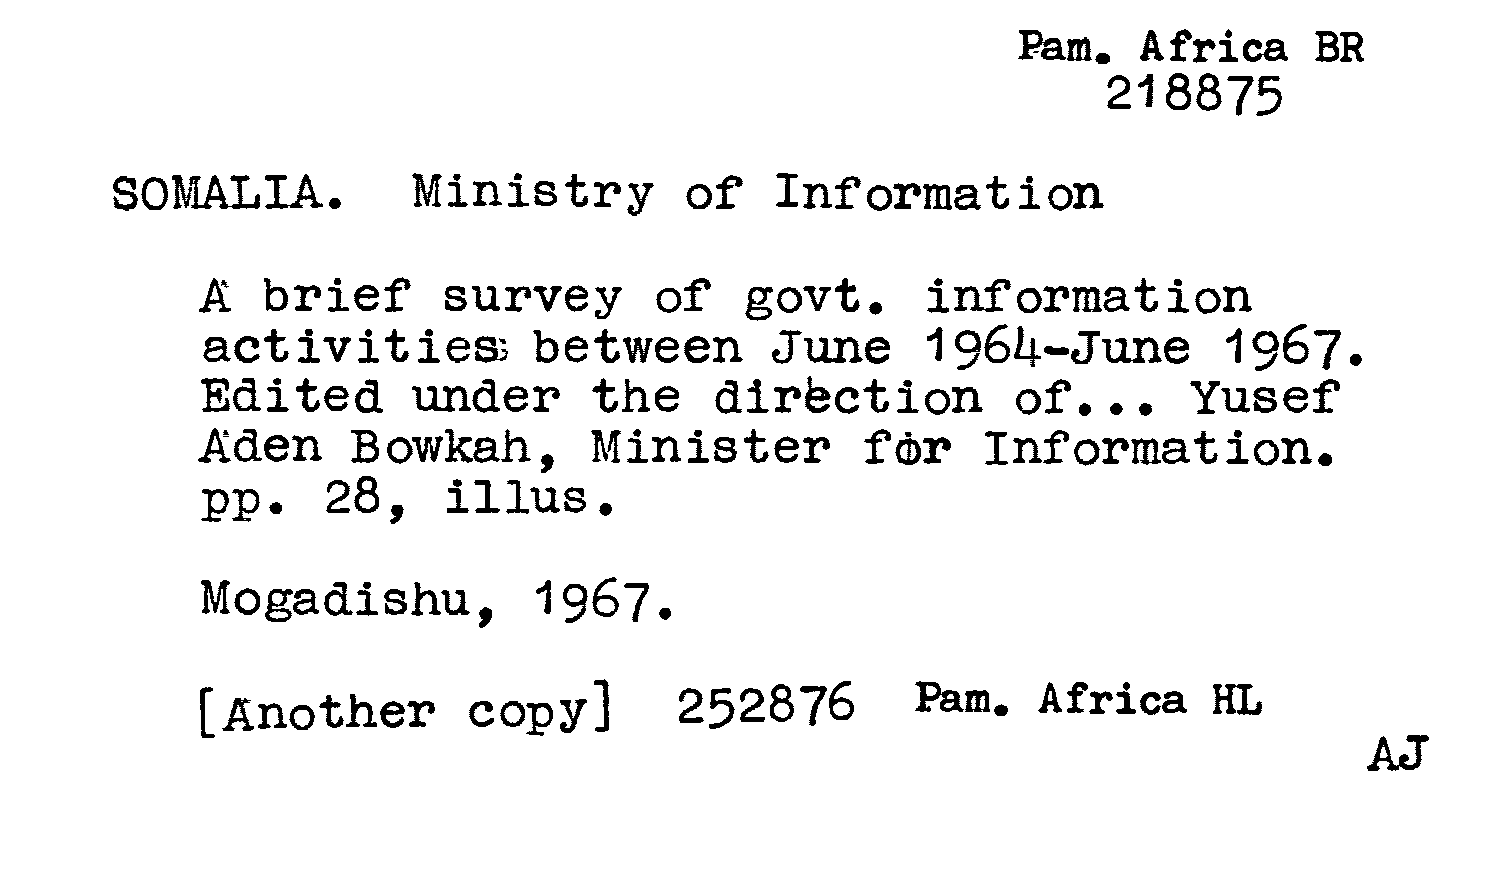 Pam. Africa BR
218875
SOMALIA. Ministry of Information
A brief survey of govt. information
activities between June 1964-June 1967.
Edited under the direction of... Yusef
Aden Bowkah, Minister for Information.
pp. 28, illus.
Mogadishu, 1967.
[Another copy] 252876 Pam. Africa HL
AJ